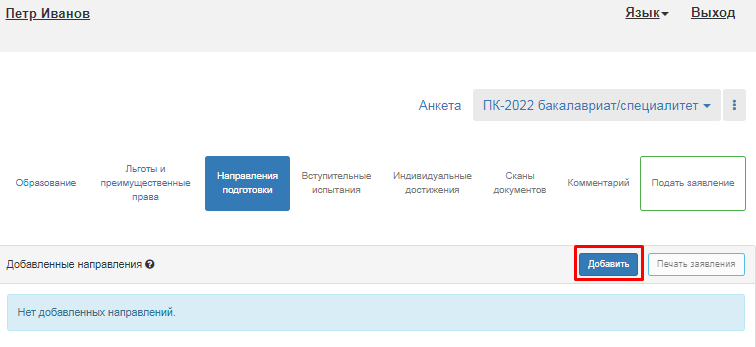 Петр Иванов
Язык
Выход
Анкета
ПК-2022 бакалавриат/специалитет
Образование
Льготы и
преимущественные
права
Направления
подготовки
Вступительные
испытания
Индивидуальные
достижения
Сканы
документов
Комментарий
Подать заявление
Добавленные направления
Добавить
Печать заявления
Нет добавленных направлений.